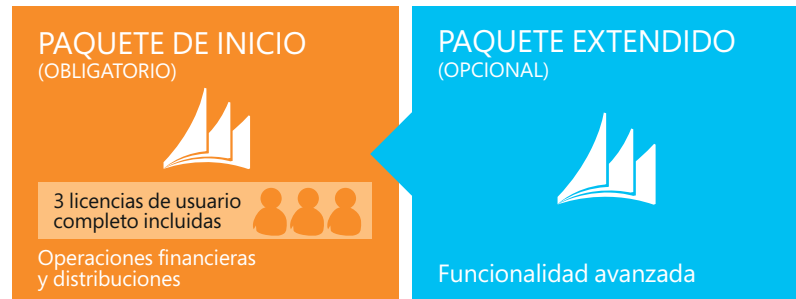 PAQUETE DE INICIO
(OBLIGATORIO)
3 licencias de usuario
completo incluidas
Operaciones financieras
y distribuciones
PAQUETE EXTENDIDO
(OPCIONAL)
Funcionalidad avanzada